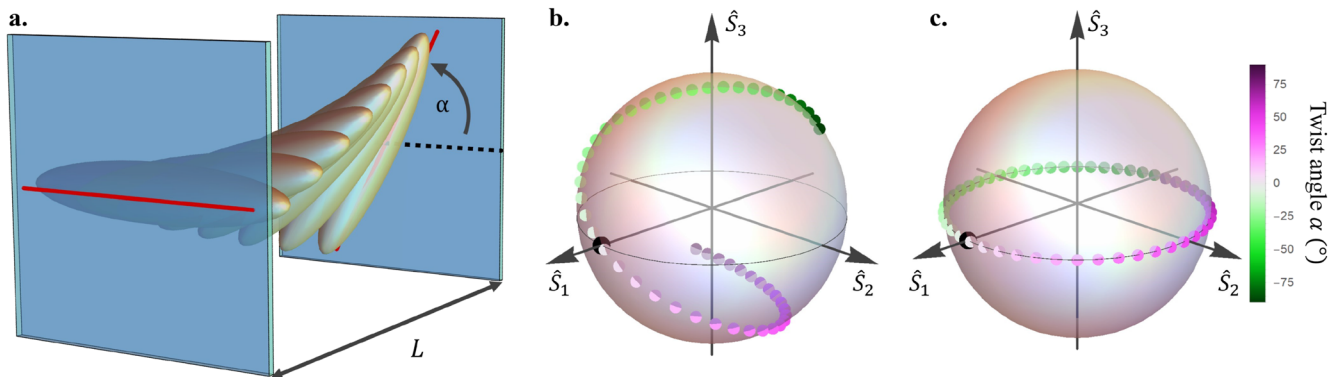 a.
α
L
b.
Ŝ₃
Ŝ₁
Ŝ₂
c.
Ŝ₃
Ŝ₁
Ŝ₂
75
50
25
0
−25
−50
−75
Twist angle α (°)